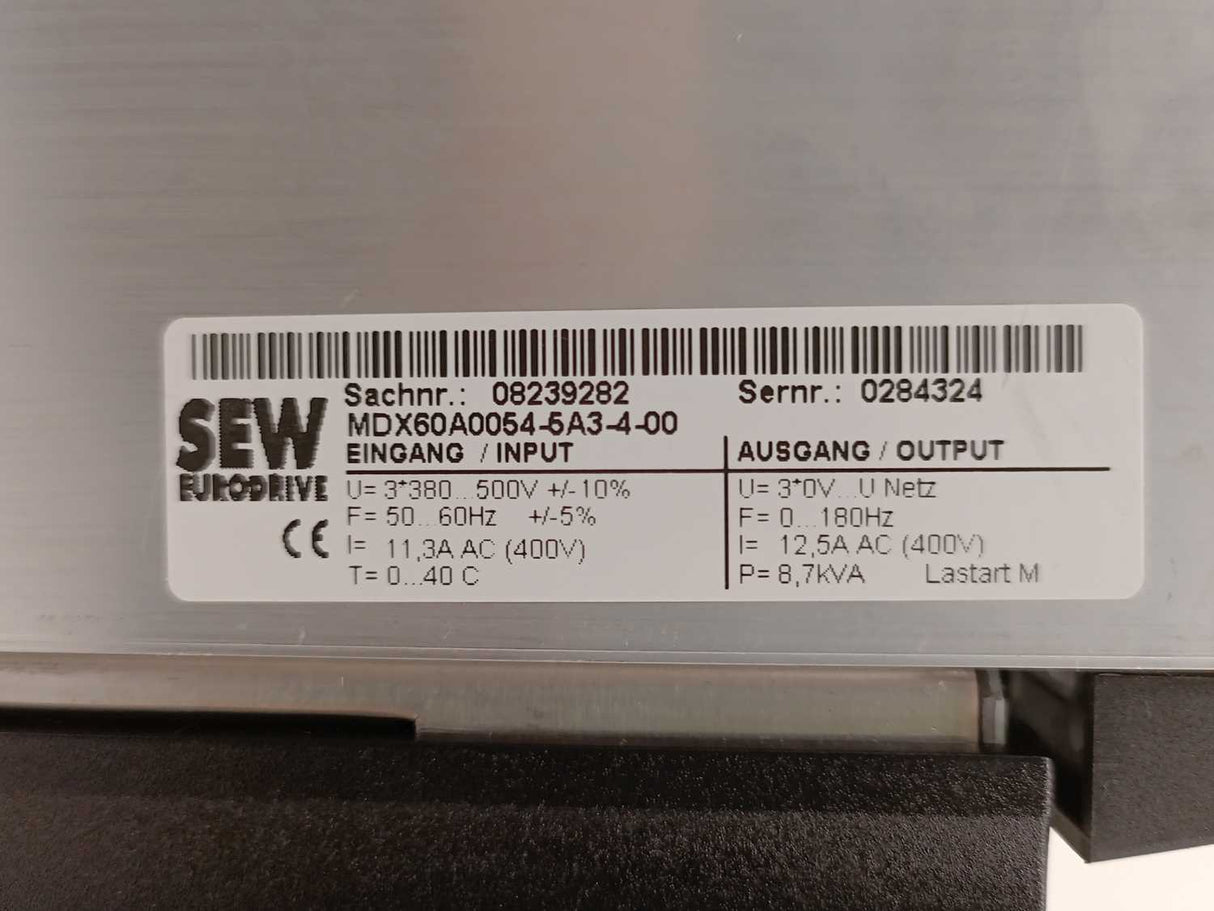 Sachnr.: 08239282 Sernr.: 0284324
MDX60A0054-5A3-4-00
SEW
EURODRIVE
CE
EINGANG / INPUT
U= 3*380...500V +/-10%
F= 50...60Hz +/-5%
I= 11,3A AC (400V)
T= 0...40 C
AUSGANG / OUTPUT
U= 3*0V...U Netz
F= 0...180Hz
I= 12,5A AC (400V)
P= 8,7kVA Lastart M